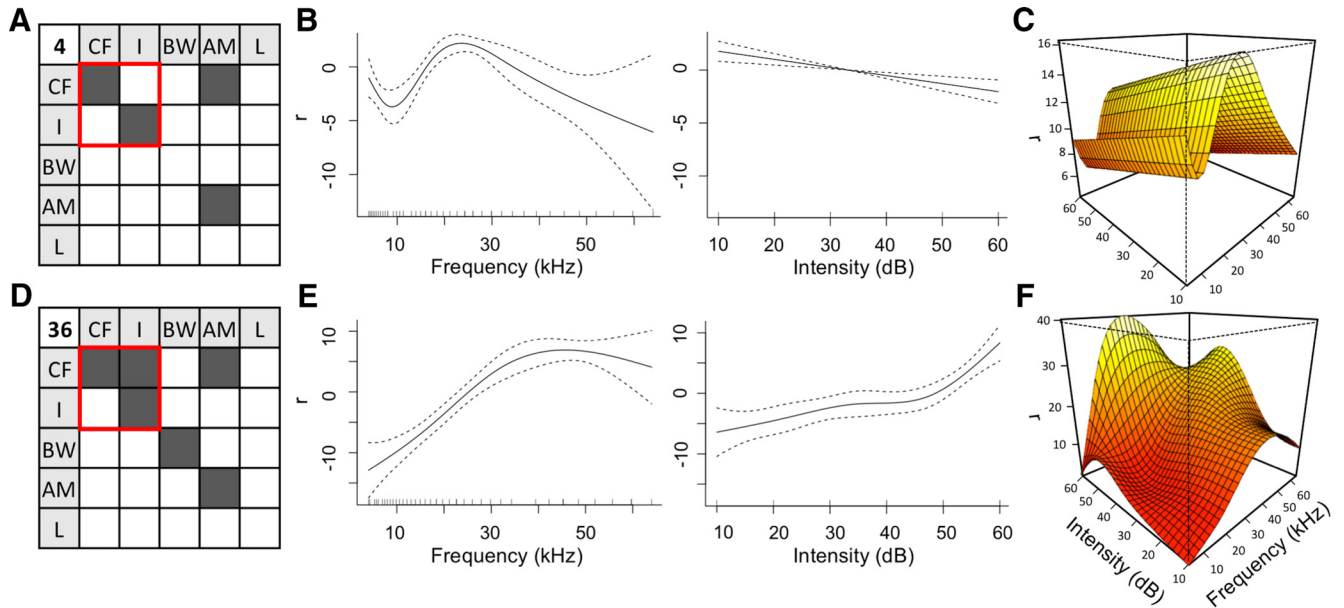 A
4 CF I BW AM L
CF
I
BW
AM
L
B
r
0
-5
-10
10 30 50
Frequency (kHz)
0
-5
-10
10 20 30 40 50 60
Intensity (dB)
C
r
16
14
12
10
8
6
60 50 40 30 20 10
10 20 30 40 50 60
D
36 CF I BW AM L
CF
I
BW
AM
L
E
r
10
0
-10
10 30 50
Frequency (kHz)
10
0
-10
10 20 30 40 50 60
Intensity (dB)
F
r
40
30
20
10
60 50 40 30 20 10
10 20 30 40 50 60
Intensity (dB)
Frequency (kHz)